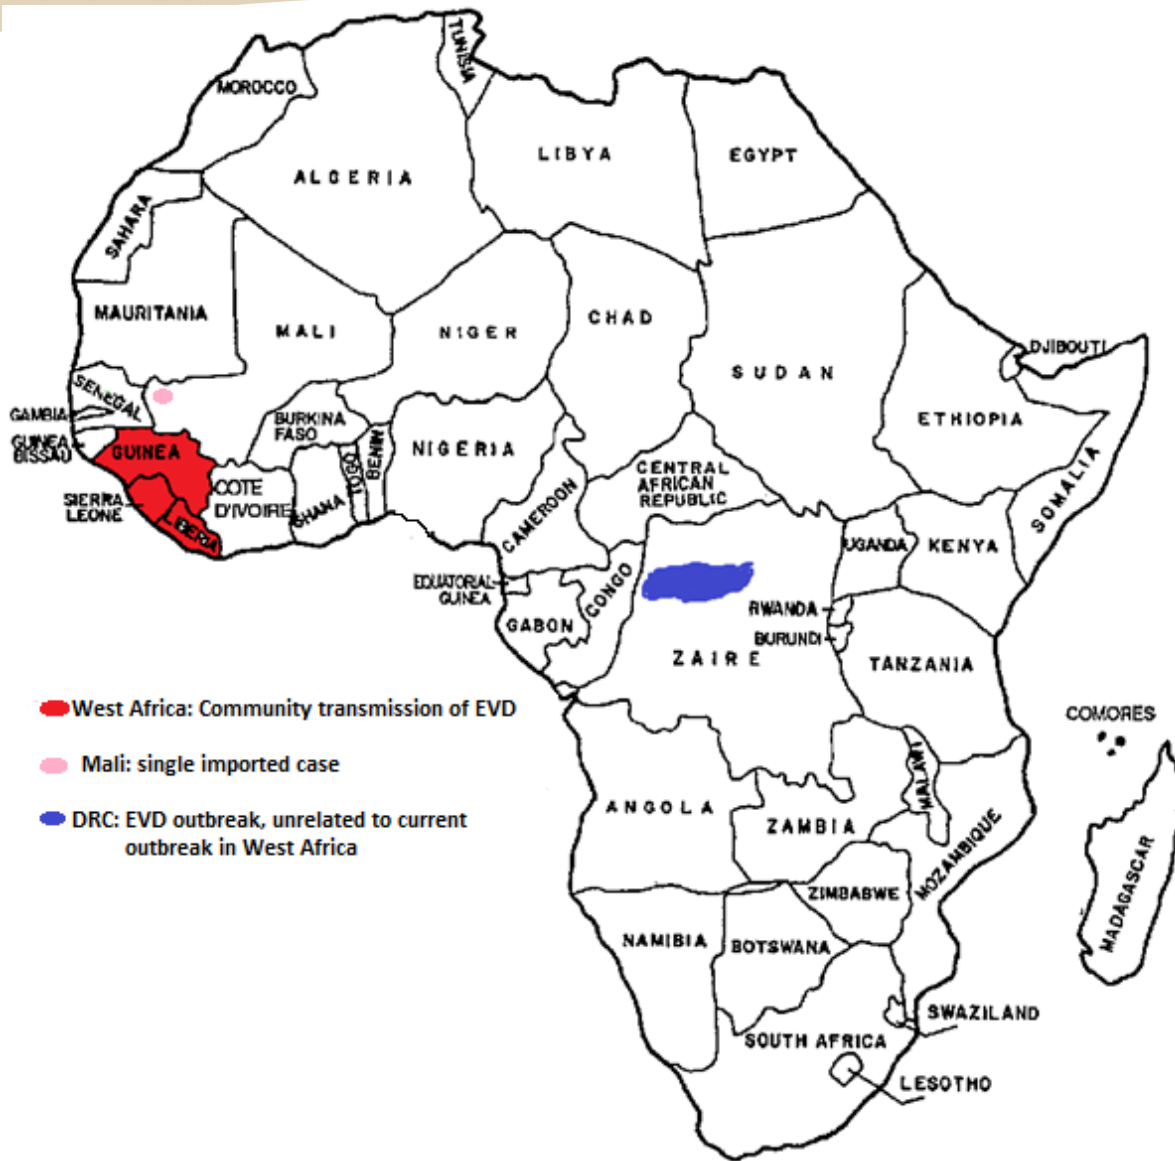 TUNISIA
MOROCCO
ALGERIA
LIBYA
EGYPT
SAHARA
MAURITANIA
MALI
NIGER
CHAD
SUDAN
DJIBOUTI
SENEGAL
GAMBIA
GUINEA
BISSAU
GUINEA
BURKINA
FASO
BENIN
TOGO
NIGERIA
ETHIOPIA
SOMALIA
CENTRAL
AFRICAN
REPUBLIC
SIERRA
LEONE
LIBERIA
COTE
D'IVOIRE
GHANA
CAMEROON
UGANDA
KENYA
EQUATORIAL
GUINEA
GABON
CONGO
RWANDA
BURUNDI
ZAIRE
TANZANIA
West Africa: Community transmission of EVD
Mali: single imported case
DRC: EVD outbreak, unrelated to current
outbreak in West Africa
COMORES
ANGOLA
ZAMBIA
MALAWI
MOZAMBIQUE
MADAGASCAR
ZIMBABWE
NAMIBIA
BOTSWANA
SWAZILAND
SOUTH AFRICA
LESOTHO